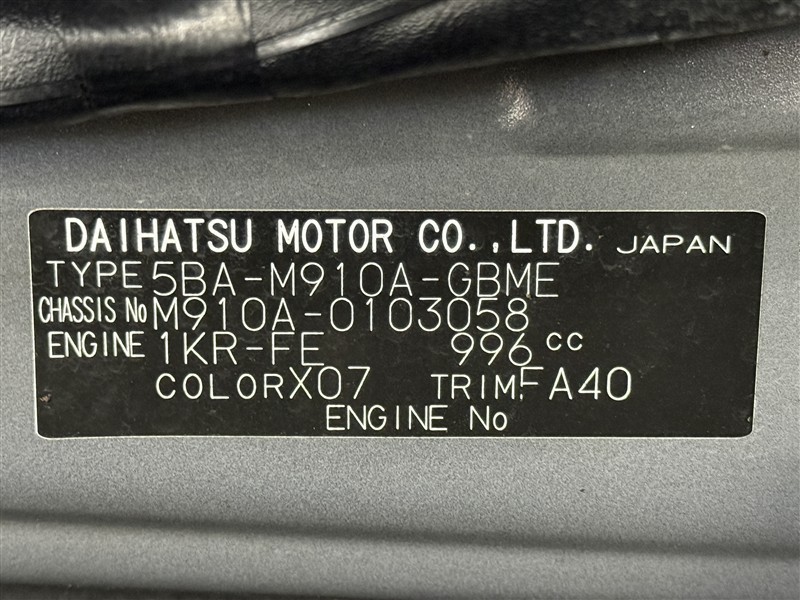 DAIHATSU MOTOR CO.,LTD. JAPAN
TYPE 5BA-M910A-GBME
CHASSIS No M910A-0103058
ENGINE 1KR-FE 996 CC
COLOR X07 TRIM FA40
ENGINE No